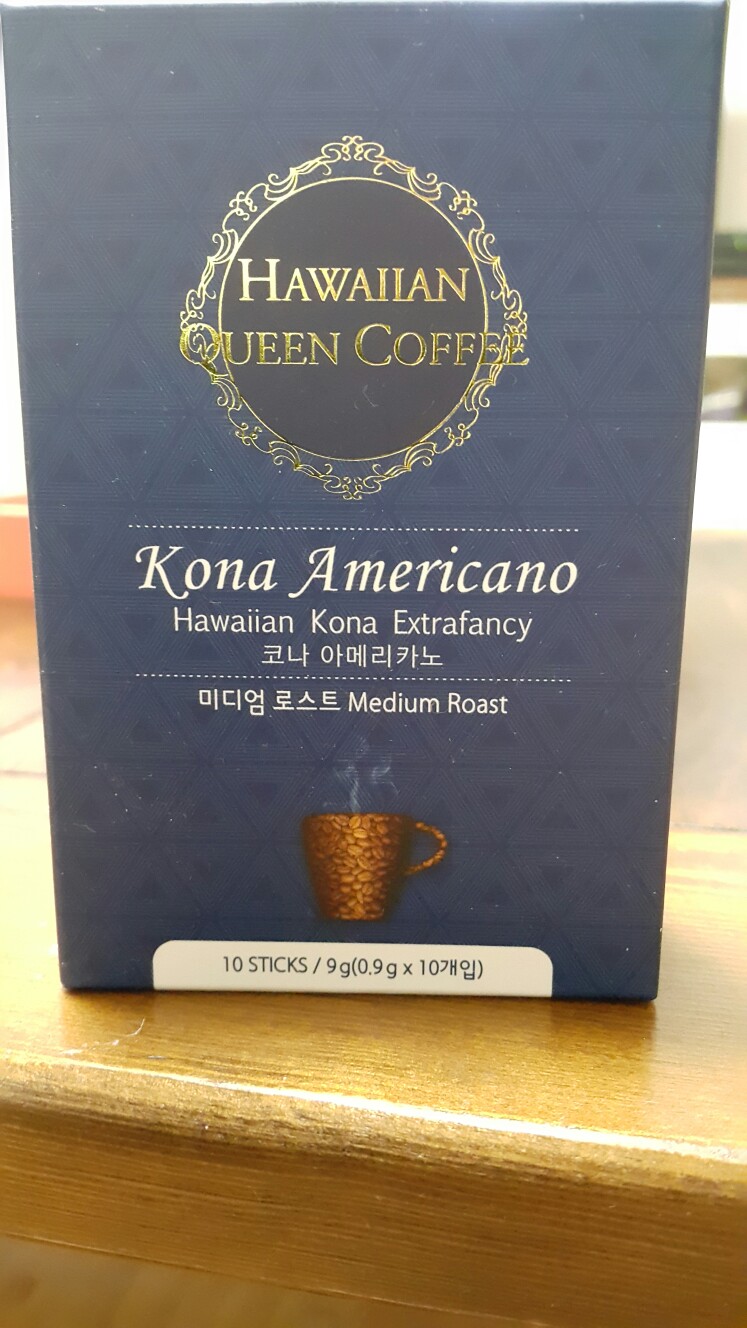 HAWAIIAN
QUEEN COFFEE
Kona Americano
Hawaiian Kona Extrafancy
코나 아메리카노
미디엄 로스트 Medium Roast
10 STICKS / 9g(0.9g x 10개입)